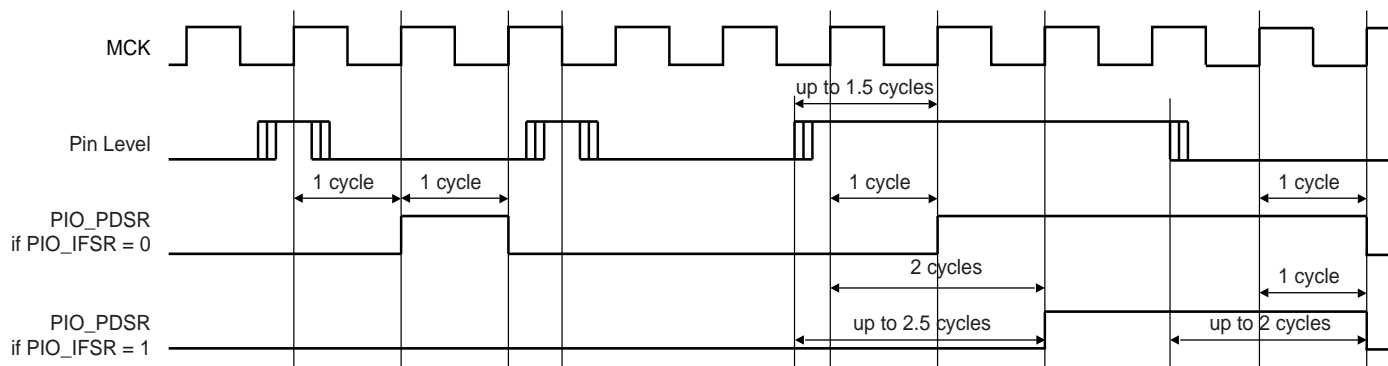 MCK
up to 1.5 cycles
Pin Level
1 cycle
1 cycle
1 cycle
1 cycle
PIO_PDSR
if PIO_IFSR = 0
2 cycles
1 cycle
PIO_PDSR
if PIO_IFSR = 1
up to 2.5 cycles
up to 2 cycles